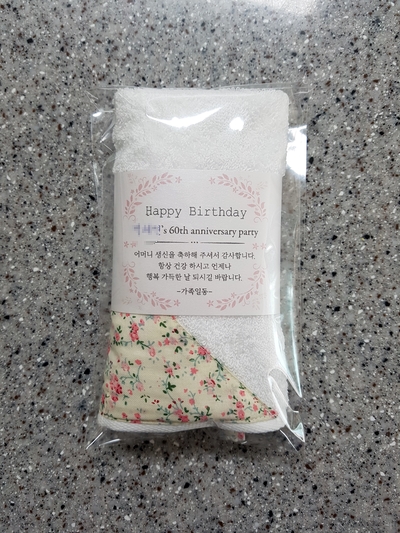 Happy Birthday
's 60th anniversary party
어머니 생신을 축하해 주셔서 감사합니다.
항상 건강 하시고 언제나
행복 가득한 날 되시길 바랍니다.
-가족일동-